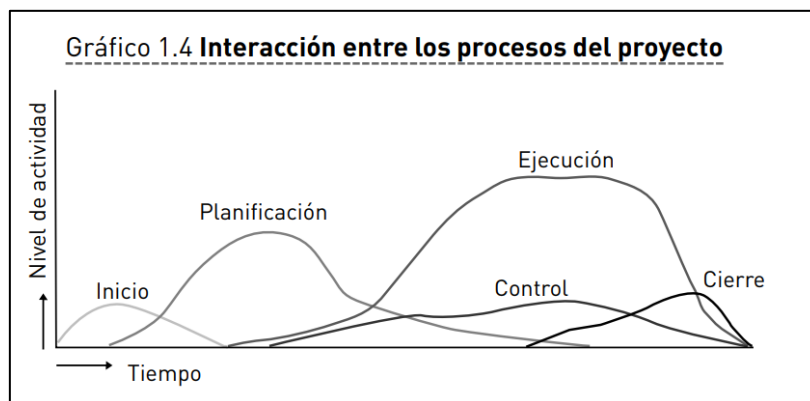 Gráfico 1.4 Interacción entre los procesos del proyecto
Nivel de actividad
Inicio
Planificación
Ejecución
Control
Cierre
Tiempo